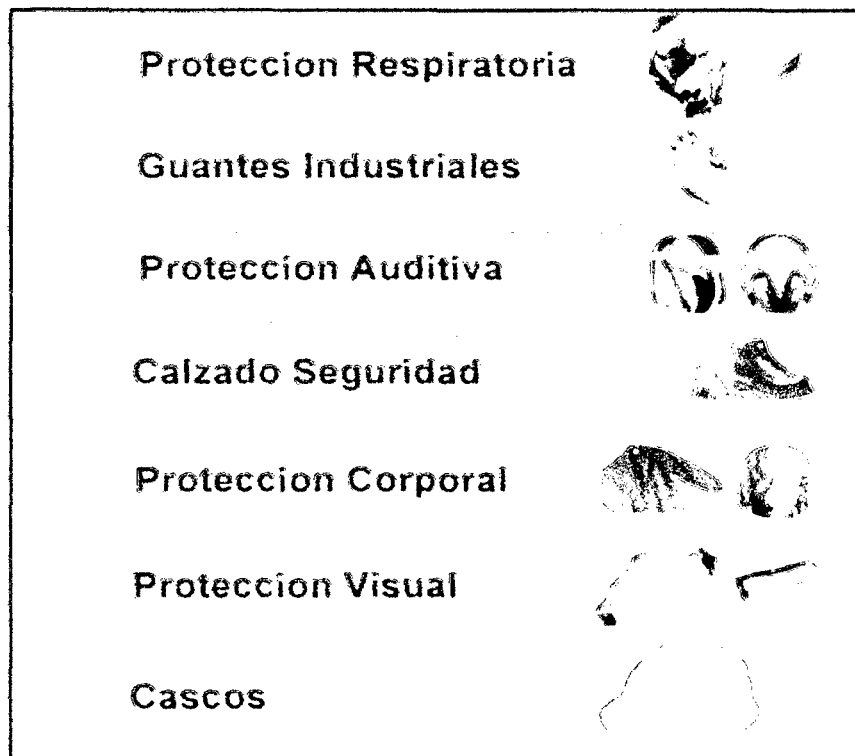 Proteccion Respiratoria
Guantes Industriales
Proteccion Auditiva
Calzado Seguridad
Proteccion Corporal
Proteccion Visual
Cascos